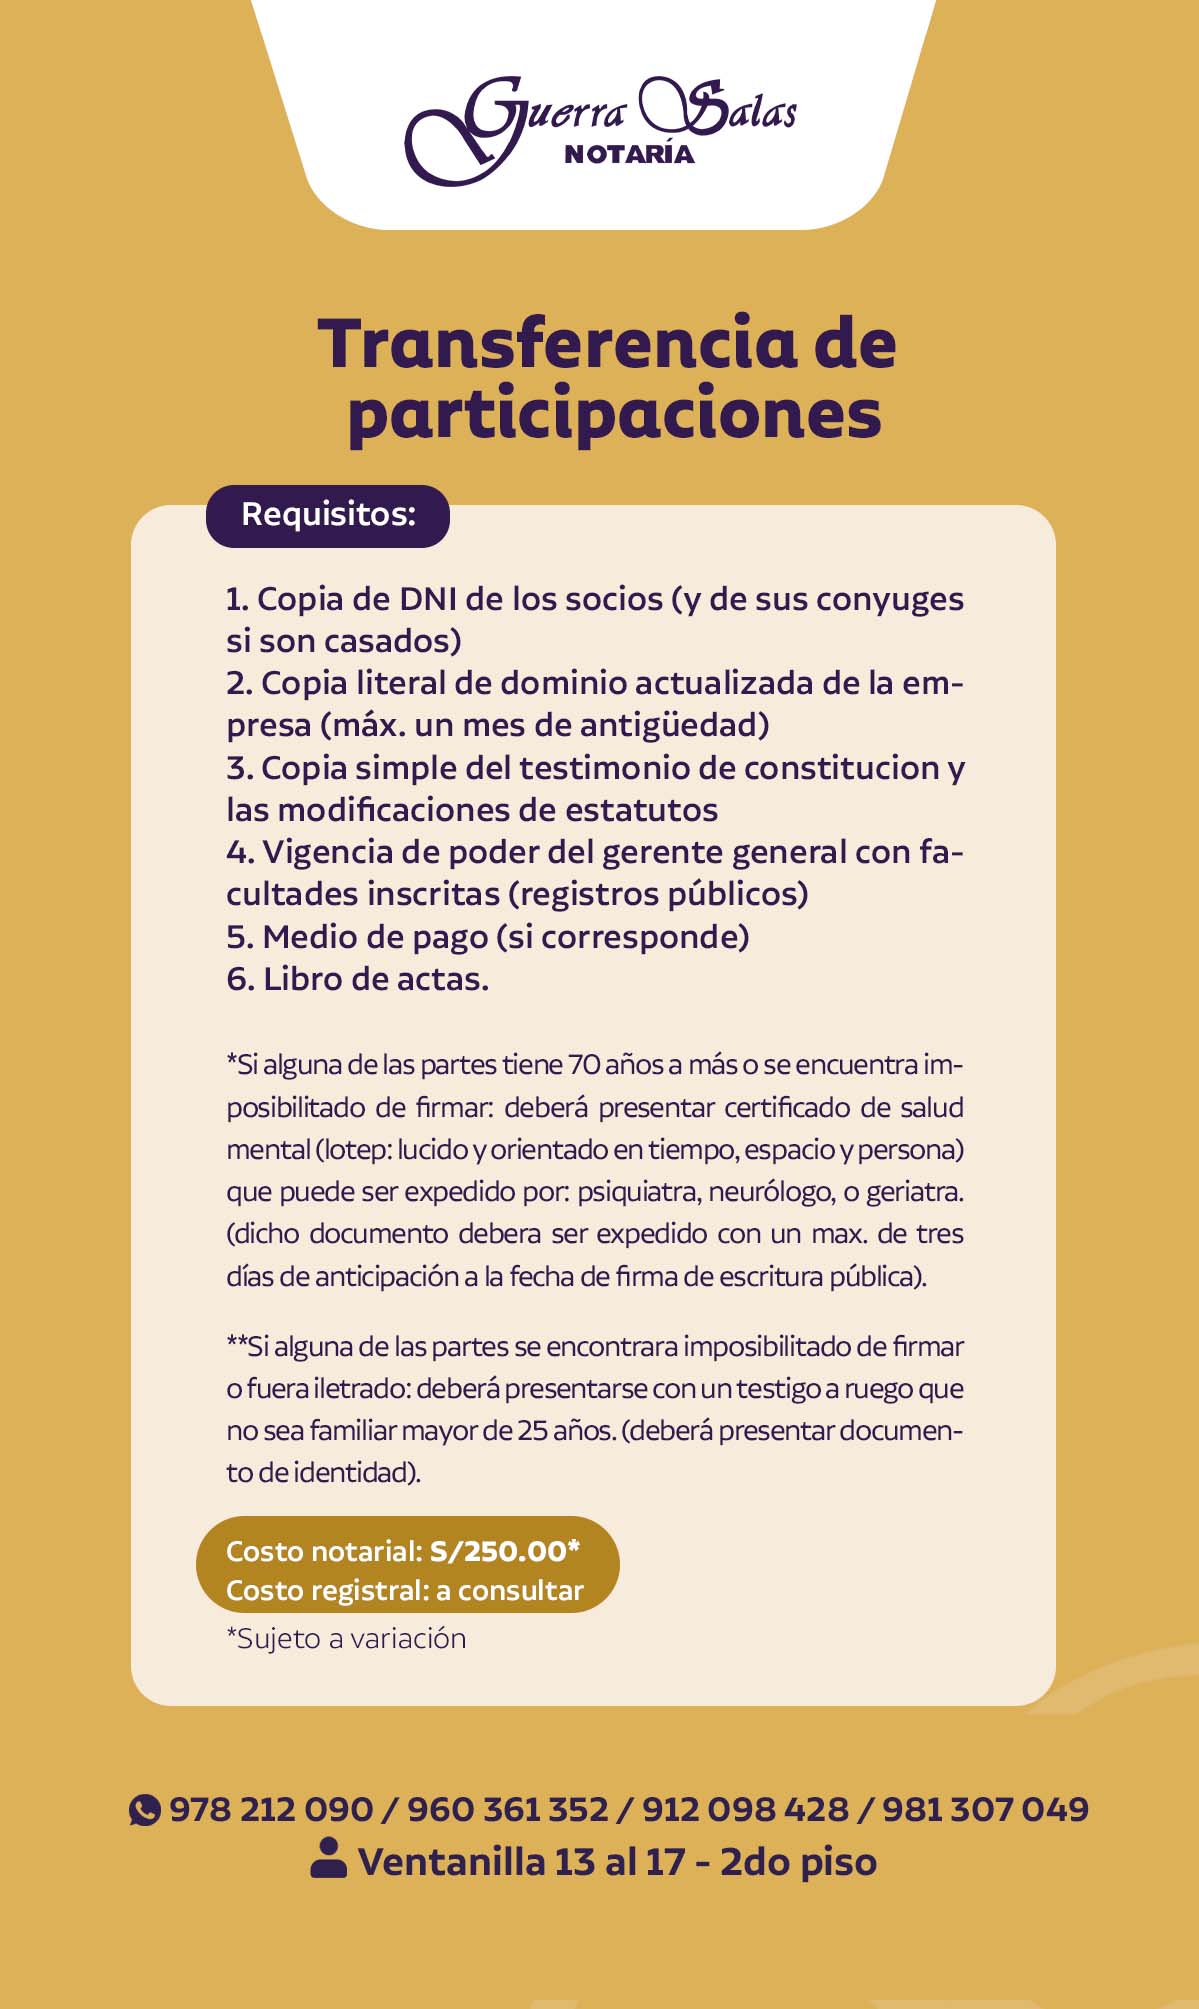 Guerra Salas
NOTARÍA
Transferencia de
participaciones
Requisitos:
1. Copia de DNI de los socios (y de sus conyuges
si son casados)
2. Copia literal de dominio actualizada de la em-
presa (máx. un mes de antigüedad)
3. Copia simple del testimonio de constitucion y
las modificaciones de estatutos
4. Vigencia de poder del gerente general con fa-
cultades inscritas (registros públicos)
5. Medio de pago (si corresponde)
6. Libro de actas.
*Si alguna de las partes tiene 70 años a más o se encuentra im-
posibilitado de firmar: deberá presentar certificado de salud
mental (lotep: lucido y orientado en tiempo, espacio y persona)
que puede ser expedido por: psiquiatra, neurólogo, o geriatra.
(dicho documento debera ser expedido con un max. de tres
días de anticipación a la fecha de firma de escritura pública).
**Si alguna de las partes se encontrara imposibilitado de firmar
o fuera iletrado: deberá presentarse con un testigo a ruego que
no sea familiar mayor de 25 años. (deberá presentar documen-
to de identidad).
Costo notarial: S/250.00*
Costo registral: a consultar
*Sujeto a variación
978 212 090 / 960 361 352 / 912 098 428 / 981 307 049
Ventanilla 13 al 17 - 2do piso